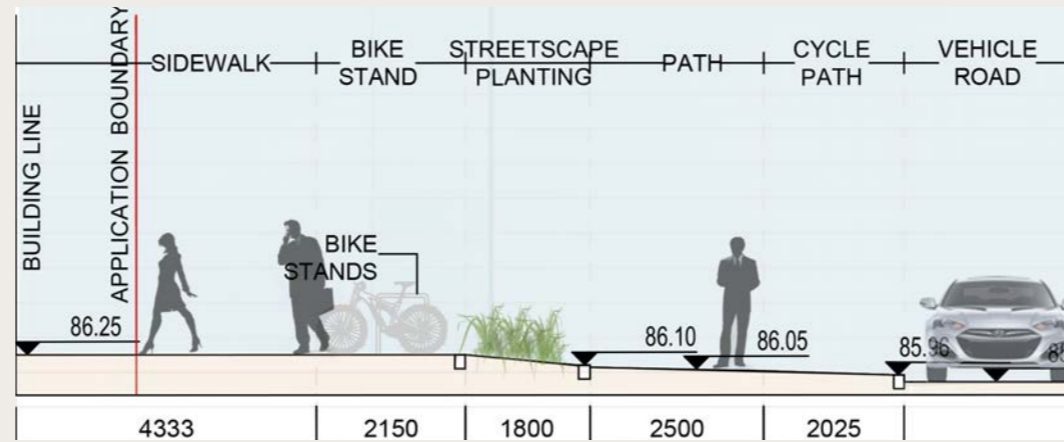 BUILDING LINE
APPLICATION BOUNDARY
SIDEWALK
BIKE
STAND
STREETSCAPE
PLANTING
PATH
CYCLE
PATH
VEHICLE
ROAD
BIKE
STANDS
86.25
86.10
86.05
85.96
4333
2150
1800
2500
2025